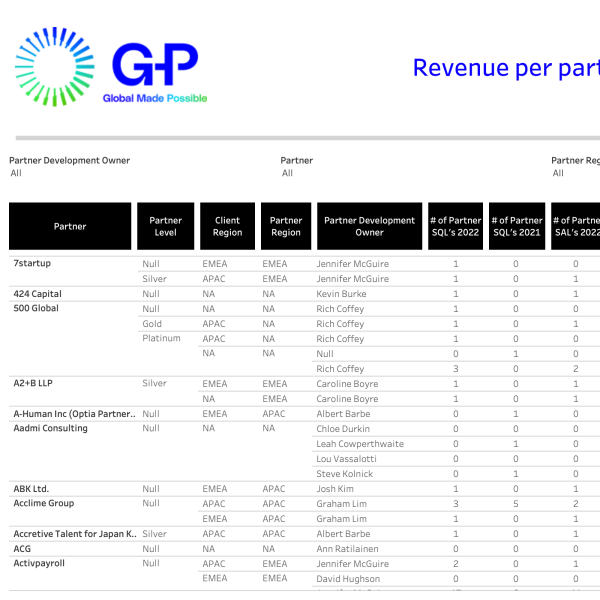 G-P
Global Made Possible
Revenue per part
Partner Development Owner Partner Partner Reg
All All All
Partner Partner Level Client Region Partner Region Partner Development Owner # of Partner SQL's 2022 # of Partner SQL's 2021 # of Partne SAL's 2022
7startup Null EMEA EMEA Jennifer McGuire 1 0 0
Silver APAC EMEA Jennifer McGuire 1 0 1
424 Capital Null NA NA Kevin Burke 1 0 1
500 Global Null NA NA Rich Coffey 1 0 0
Gold APAC NA Rich Coffey 1 0 1
Platinum APAC NA Rich Coffey 1 0 0
NA NA Null 0 1 0
Rich Coffey 3 0 2
A2+B LLP Silver EMEA EMEA Caroline Boyre 1 0 1
NA EMEA Caroline Boyre 1 0 1
A-Human Inc (Optia Partner.. Null EMEA APAC Albert Barbe 0 1 0
Aadmi Consulting Null NA NA Chloe Durkin 0 0 0
Leah Cowperthwaite 0 1 0
Lou Vassalotti 0 0 0
Steve Kolnick 0 1 0
ABK Ltd. Null EMEA APAC Josh Kim 1 0 1
Acclime Group Null APAC APAC Graham Lim 3 5 2
EMEA APAC Graham Lim 1 0 1
Accretive Talent for Japan K.. Silver APAC APAC Albert Barbe 1 0 1
ACG Null NA NA Ann Ratilainen 0 0 0
Activpayroll Null APAC EMEA Jennifer McGuire 2 0 1
EMEA EMEA David Hughson 0 0 0